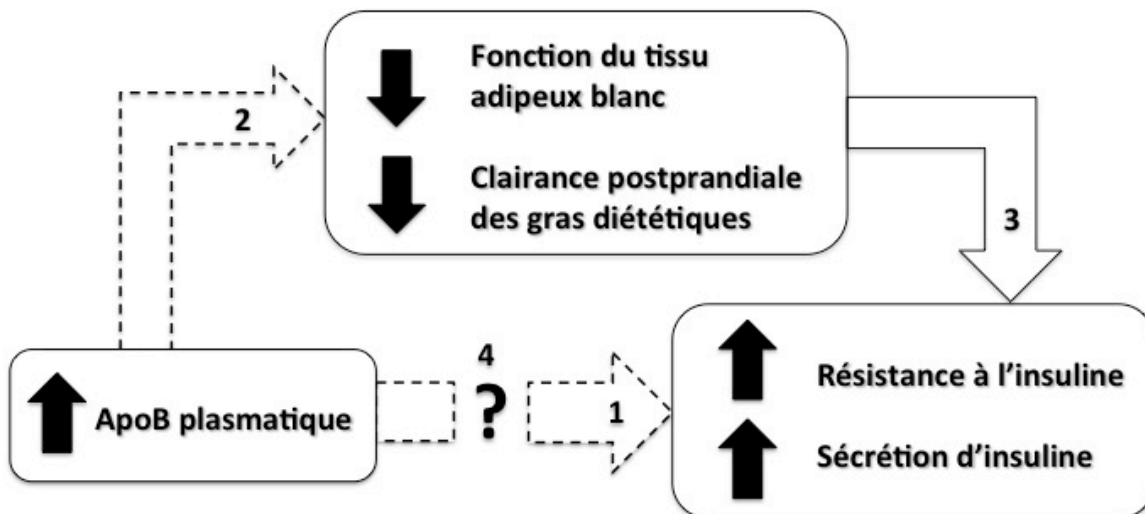 Fonction du tissu
adipeux blanc
2
Clairance postprandiale
des gras diététiques
3
4
ApoB plasmatique
?
1
Résistance à l'insuline
Sécrétion d'insuline